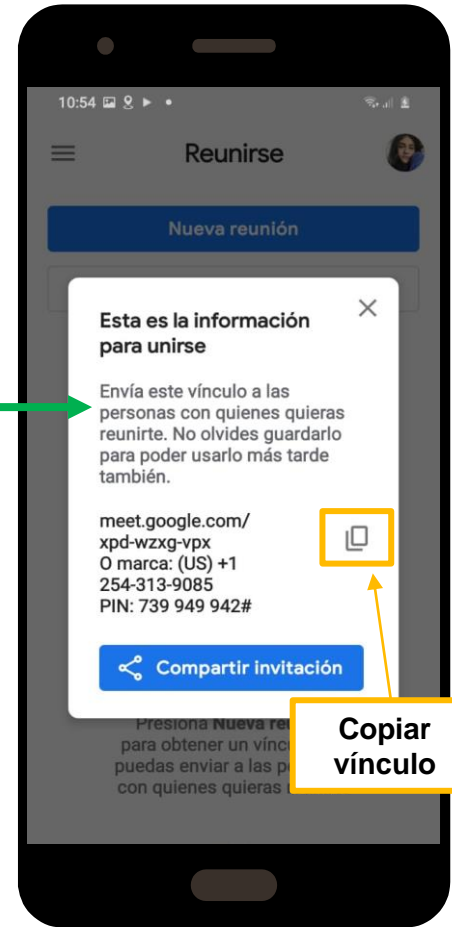 10:54
Reunirse
Nueva reunión
Esta es la información
para unirse
Envía este vínculo a las
personas con quienes quieras
reunirte. No olvides guardarlo
para poder usarlo más tarde
también.
meet.google.com/
xpd-wzxg-vpx
O marca: (US) +1
254-313-9085
PIN: 739 949 942#
Compartir invitación
Presiona Nueva
para obtener un
puedas enviar a las
con quienes quieras
Copiar
vínculo